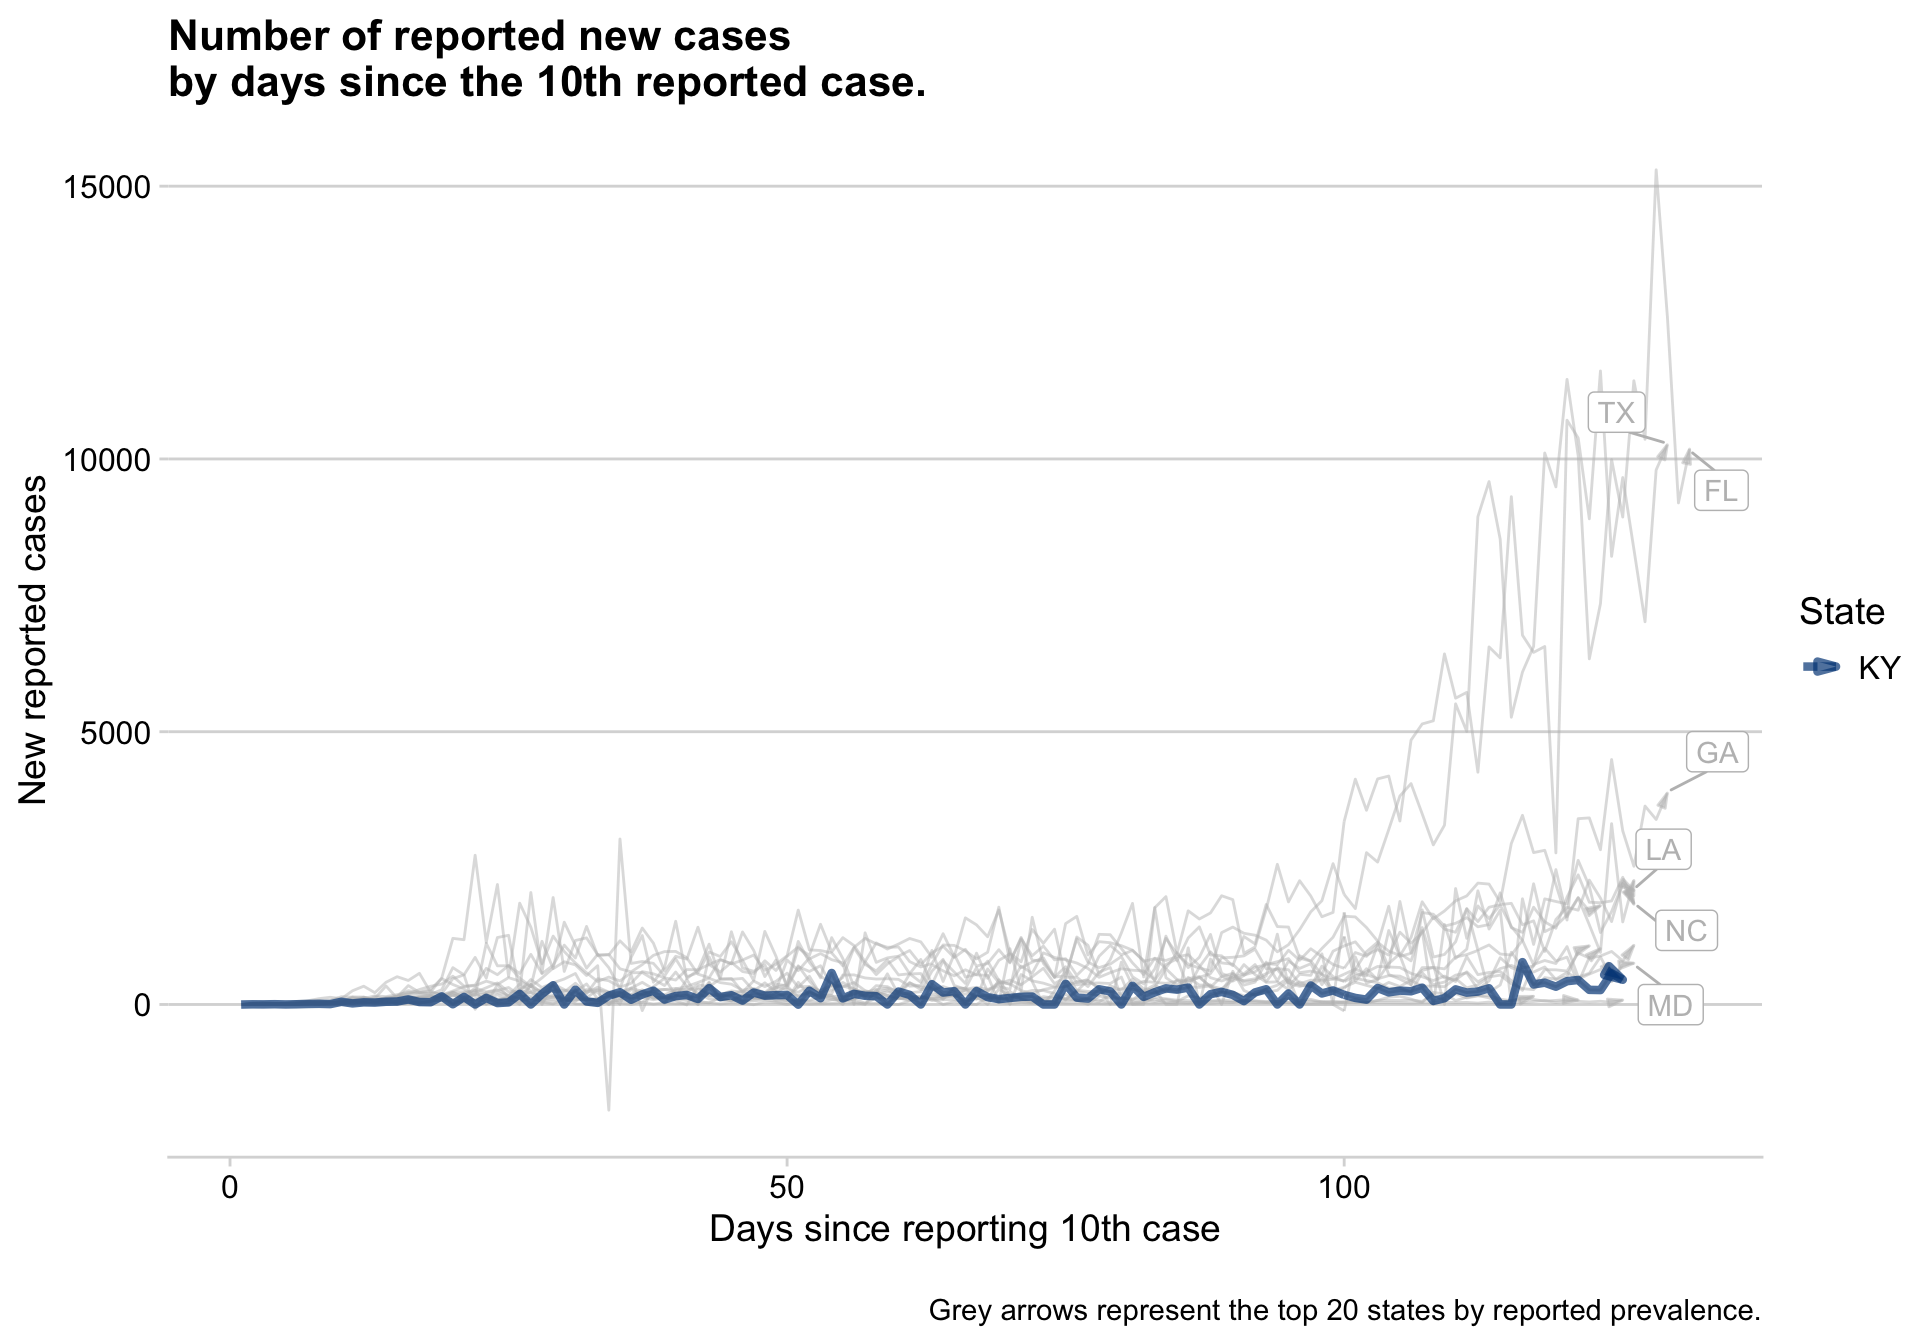 Number of reported new cases
by days since the 10th reported case.
15000
10000
5000
0
New reported cases
TX
FL
GA
LA
NC
MD
State
KY
0
50
100
Days since reporting 10th case
Grey arrows represent the top 20 states by reported prevalence.